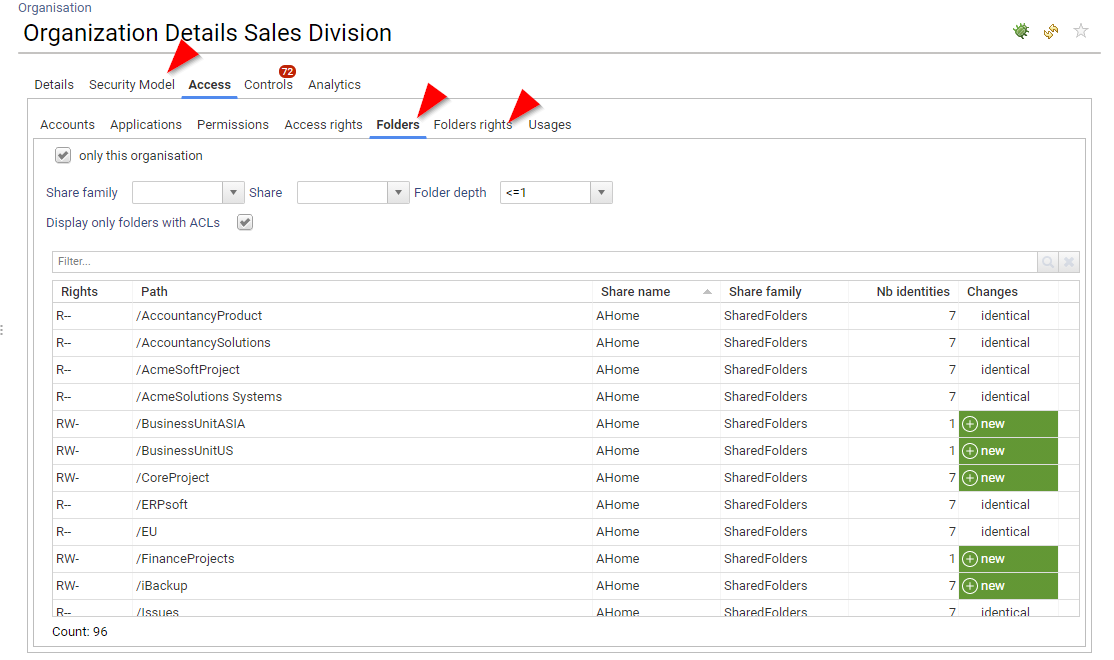 Organisation
Organization Details Sales Division
72
Details Security Model Access Controls Analytics
Accounts Applications Permissions Access rights Folders Folders rights Usages
only this organisation
Share family Share Folder depth <=1
Display only folders with ACLs
Filter...
Rights Path Share name Share family Nb identities Changes
R-- /AccountancyProduct AHome SharedFolders 7 identical
R-- /AccountancySolutions AHome SharedFolders 7 identical
R-- /AcmeSoftProject AHome SharedFolders 7 identical
R-- /AcmeSolutions Systems AHome SharedFolders 7 identical
RW- /BusinessUnitASIA AHome SharedFolders 1 new
RW- /BusinessUnitUS AHome SharedFolders 1 new
RW- /CoreProject AHome SharedFolders 7 new
R-- /ERPsoft AHome SharedFolders 7 identical
R-- /EU AHome SharedFolders 7 identical
RW- /FinanceProjects AHome SharedFolders 1 new
RW- /iBackup AHome SharedFolders 7 new
R-- /Issues AHome SharedFolders 7 identical
Count: 96